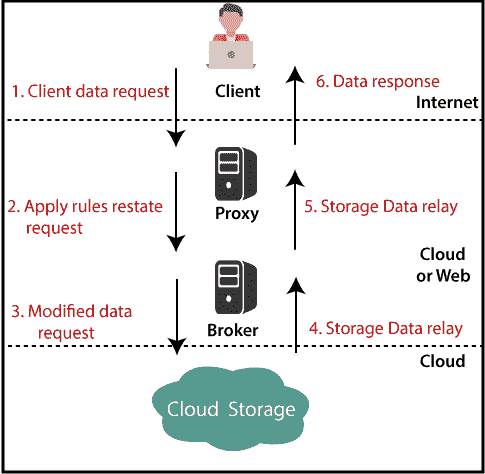 1. Client data request
Client
6. Data response
Internet
2. Apply rules restate
request
Proxy
5. Storage Data relay
Cloud
or Web
3. Modified data
request
Broker
4. Storage Data relay
Cloud
Cloud Storage